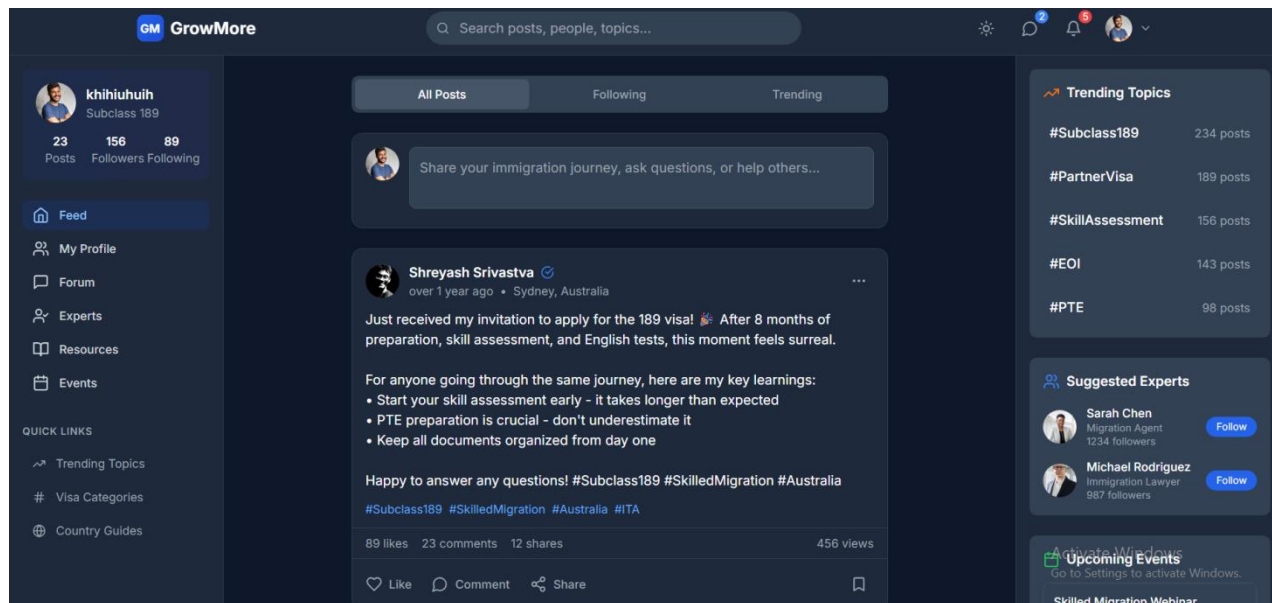 GM GrowMore
Search posts, people, topics...
2
5
khihiuhuih
Subclass 189
23 156 89
Posts Followers Following
Feed
My Profile
Forum
Experts
Resources
Events
QUICK LINKS
Trending Topics
# Visa Categories
Country Guides
All Posts Following Trending
Share your immigration journey, ask questions, or help others...
Shreyash Srivastva
over 1 year ago • Sydney, Australia
Just received my invitation to apply for the 189 visa! 🎉 After 8 months of
preparation, skill assessment, and English tests, this moment feels surreal.
For anyone going through the same journey, here are my key learnings:
• Start your skill assessment early - it takes longer than expected
• PTE preparation is crucial - don't underestimate it
• Keep all documents organized from day one
Happy to answer any questions! #Subclass189 #SkilledMigration #Australia
#Subclass189 #SkilledMigration #Australia #ITA
89 likes 23 comments 12 shares 456 views
Like Comment Share
Trending Topics
#Subclass189 234 posts
#PartnerVisa 189 posts
#SkillAssessment 156 posts
#EOI 143 posts
#PTE 98 posts
Suggested Experts
Sarah Chen
Migration Agent
1234 followers
Follow
Michael Rodriguez
Immigration Lawyer
987 followers
Follow
Activate Windows
Upcoming Events
Go to Settings to activate Windows.
Skilled Migration Webinar